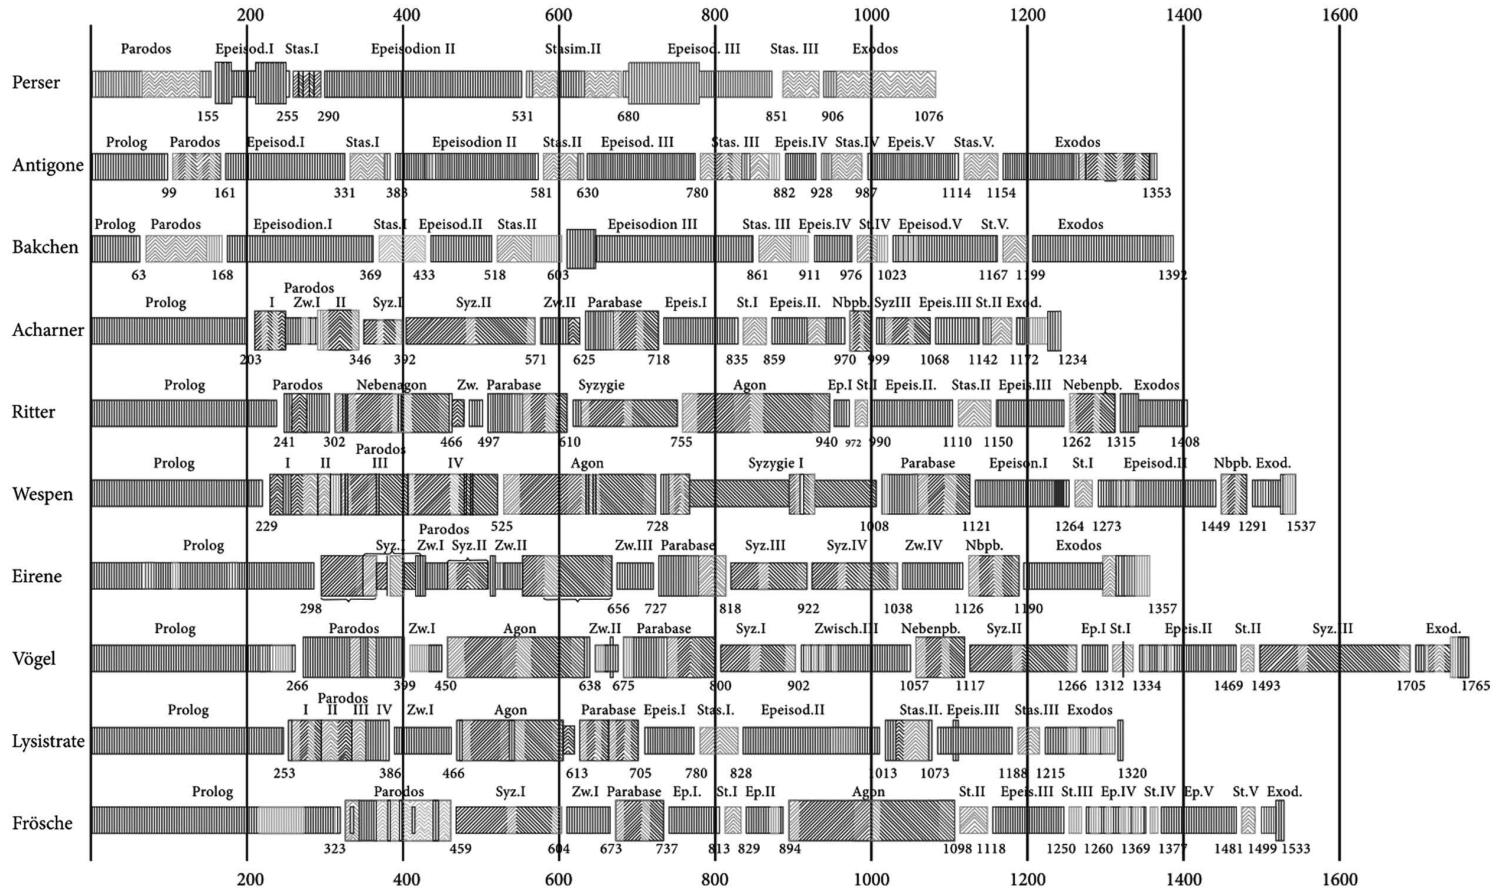 200 400 600 800 1000 1200 1400 1600
Parodos Epeisod.I Stas.I Epeisodion II Stasim.II Epeisod. III Stas. III Exodos
Perser
155 255 290 531 680 851 906 1076
Prolog Parodos Epeisod.I Stas.I Epeisodion II Stas.II Epeisod. III Stas. III Epeis.IV Stas.IV Epeis.V Stas.V. Exodos
Antigone
99 161 331 383 581 630 780 882 928 987 1114 1154 1353
Prolog Parodos Epeisodion.I Stas.I Epeisod.II Stas.II Epeisodion III Stas. III Epeis.IV St.IV Epeisod.V St.V. Exodos
Bakchen
63 168 369 433 518 603 861 911 976 1023 1167 1199 1392
Parodos
Prolog I Zw.I II Syz.I Syz.II Zw.II Parabase Epeis.I St.I Epeis.II. Nbpb. SyzIII Epeis.III St.II Exod.
Acharner
203 346 392 571 625 718 835 859 970 999 1068 1142 1172 1234
Prolog Parodos Nebenagon Zw. Parabase Syzygie Agon Ep.I St.I Epeis.II. Stas.II Epeis.III Nebenpb. Exodos
Ritter
241 302 466 497 610 755 940 972 990 1110 1150 1262 1315 1408
Parodos
Prolog I II III IV Agon Syzygie I Parabase Epeison.I St.I Epeisod.II Nbpb. Exod.
Wespen
229 525 728 1008 1121 1264 1273 1449 1291 1537
Parodos
Prolog Syz.I Zw.I Syz.II Zw.II Zw.III Parabase Syz.III Syz.IV Zw.IV Nbpb. Exodos
Eirene
298 656 727 818 922 1038 1126 1190 1357
Prolog Parodos Zw.I Agon Zw.II Parabase Syz.I Zwisch.III Nebenpb. Syz.II Ep.I St.I Epeis.II St.II Syz.III Exod.
Vögel
266 399 450 638 675 800 902 1057 1117 1266 1312 1334 1469 1493 1705 1765
Parodos
Prolog I II III IV Zw.I Agon Parabase Epeis.I Stas.I. Epeisod.II Stas.II. Epeis.III Stas.III Exodos
Lysistrate
253 386 466 613 705 780 828 1013 1073 1188 1215 1320
Prolog Parodos Syz.I Zw.I Parabase Ep.I. St.I Ep.II Agon St.II Epeis.III St.III Ep.IV St.IV Ep.V St.V Exod.
Frösche
323 459 604 673 737 813 829 894 1098 1118 1250 1260 1369 1377 1481 1499 1533
200 400 600 800 1000 1200 1400 1600